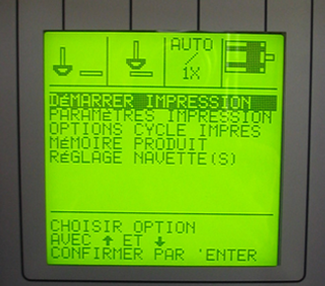 AUTO
1X
DéMARRER IMPRESSION
PARAMèTRES IMPRESSION
OPTIONS CYCLE IMPRES
MéMOIRE PRODUIT
RéGLAGE NAVETTE(S)
CHOISIR OPTION
AVEC ↑ ET ↓
CONFIRMER PAR 'ENTER